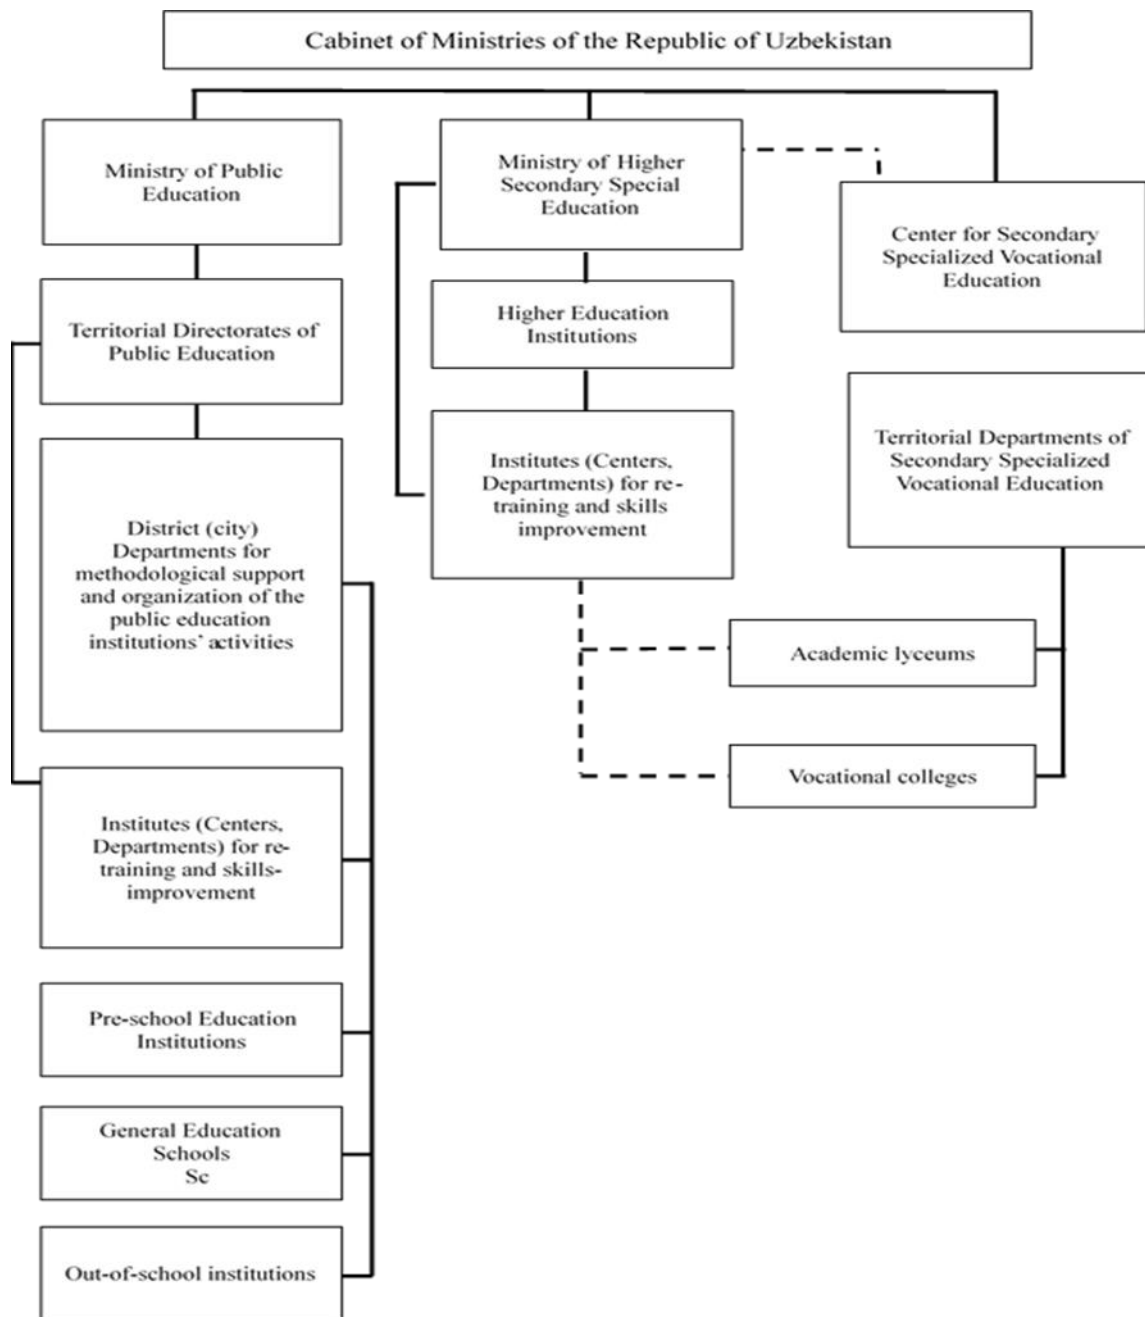 Cabinet of Ministries of the Republic of Uzbekistan
Ministry of Public
Education
Territorial Directorates of
Public Education
District (city)
Departments for
methodological support
and organization of the
public education
institutions' activities
Institutes (Centers,
Departments) for re-
training and skills-
improvement
Pre-school Education
Institutions
General Education
Schools
Sc
Out-of-school institutions
Ministry of Higher
Secondary Special
Education
Higher Education
Institutions
Institutes (Centers,
Departments) for re-
training and skills
improvement
Center for Secondary
Specialized Vocational
Education
Territorial Departments of
Secondary Specialized
Vocational Education
Academic lyceums
Vocational colleges